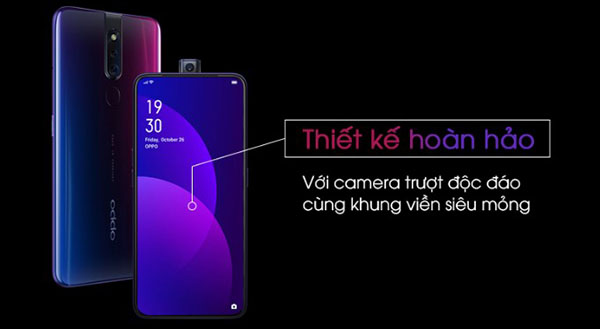 19
30
Friday, October 25
OPPO
Thiết kế hoàn hảo
Với camera trượt độc đáo
cùng khung viền siêu mỏng
oppo